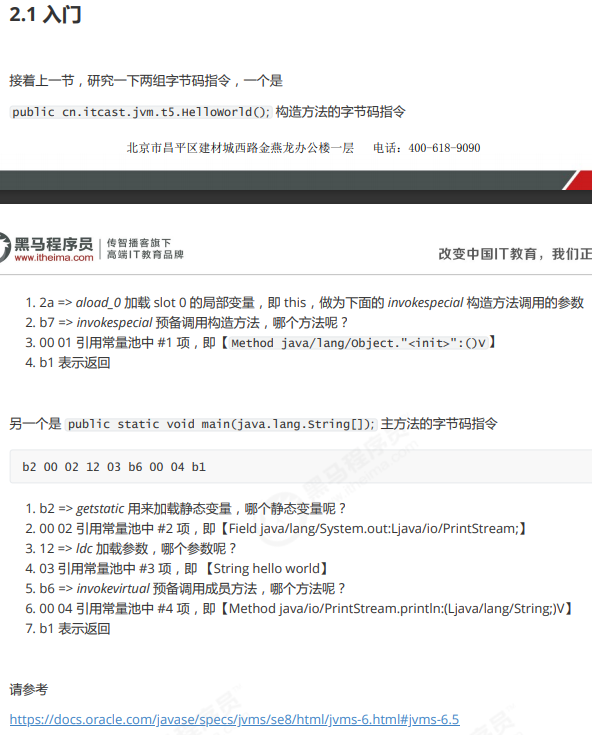 2.1 入门
接着上一节，研究一下两组字节码指令，一个是
public cn.itcast.jvm.t5.HelloWorld(); 构造方法的字节码指令
北京市昌平区建材城西路金燕龙办公楼一层 电话：400-618-9090
黑马程序员
www.itheima.com
传智播客旗下
高端IT教育品牌
改变中国IT教育，我们正
1. 2a => aload_0 加载 slot 0 的局部变量，即 this，做为下面的 invokespecial 构造方法调用的参数
2. b7 => invokespecial 预备调用构造方法，哪个方法呢？
3. 00 01 引用常量池中 #1 项，即【 Method java/lang/Object."<init>":()V 】
4. b1 表示返回
另一个是 public static void main(java.lang.String[]); 主方法的字节码指令
b2 00 02 12 03 b6 00 04 b1
1. b2 => getstatic 用来加载静态变量，哪个静态变量呢？
2. 00 02 引用常量池中 #2 项，即【Field java/lang/System.out:Ljava/io/PrintStream;】
3. 12 => ldc 加载参数，哪个参数呢？
4. 03 引用常量池中 #3 项，即 【String hello world】
5. b6 => invokevirtual 预备调用成员方法，哪个方法呢？
6. 00 04 引用常量池中 #4 项，即【Method java/io/PrintStream.println:(Ljava/lang/String;)V】
7. b1 表示返回
请参考
https://docs.oracle.com/javase/specs/jvms/se8/html/jvms-6.html#jvms-6.5